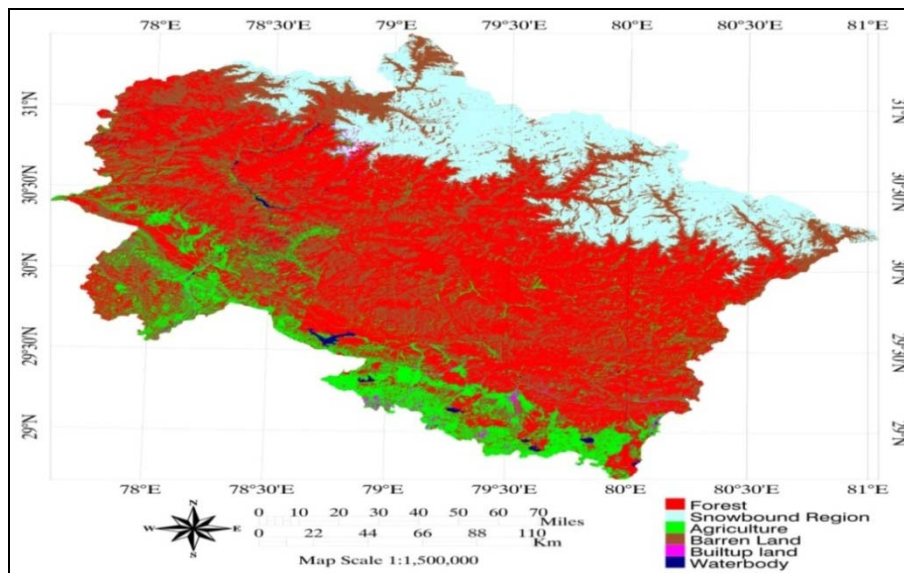 78°E 78°30'E 79°E 79°30'E 80°E 80°30'E 81°E
31°N 31°N
30°30'N 30°30'N
30°N 30°N
29°30'N 29°30'N
29°N 29°N
78°E 78°30'E 79°E 79°30'E 80°E 80°30'E 81°E
N
W E
S
0 10 20 30 40 50 60 70
Miles
0 22 44 66 88 110
Km
Map Scale 1:1,500,000
Forest
Snowbound Region
Agriculture
Barren Land
Builtup land
Waterbody